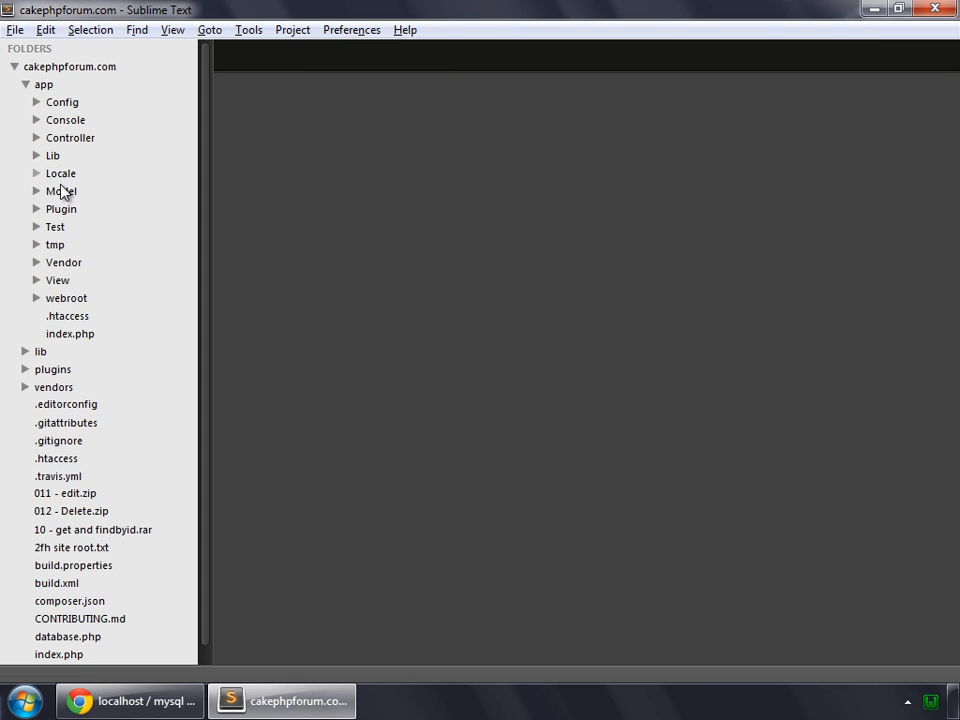 cakephpforum.com - Sublime Text
File Edit Selection Find View Goto Tools Project Preferences Help
FOLDERS
cakephpforum.com
app
Config
Console
Controller
Lib
Locale
Model
Plugin
Test
tmp
Vendor
View
webroot
.htaccess
index.php
lib
plugins
vendors
.editorconfig
.gitattributes
.gitignore
.htaccess
.travis.yml
011 - edit.zip
012 - Delete.zip
10 - get and findbyid.rar
2fh site root.txt
build.properties
build.xml
composer.json
CONTRIBUTING.md
database.php
index.php
localhost / mysql ... cakephpforum.co...